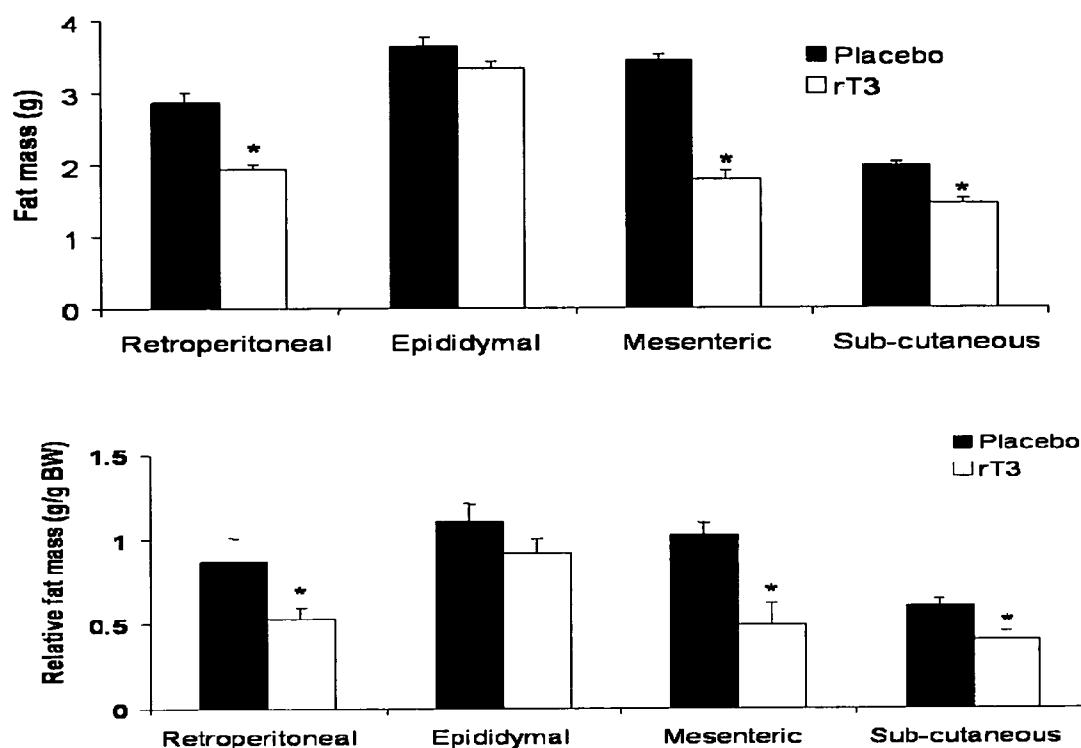 Fat mass (g)
4
3
2
1
0
Placebo
rT3
*
*
*
Retroperitoneal Epididymal Mesenteric Sub-cutaneous
Relative fat mass (g/g BW)
1.5
1
0.5
0
Placebo
rT3
*
*
*
Retroperitoneal Epididymal Mesenteric Sub-cutaneous